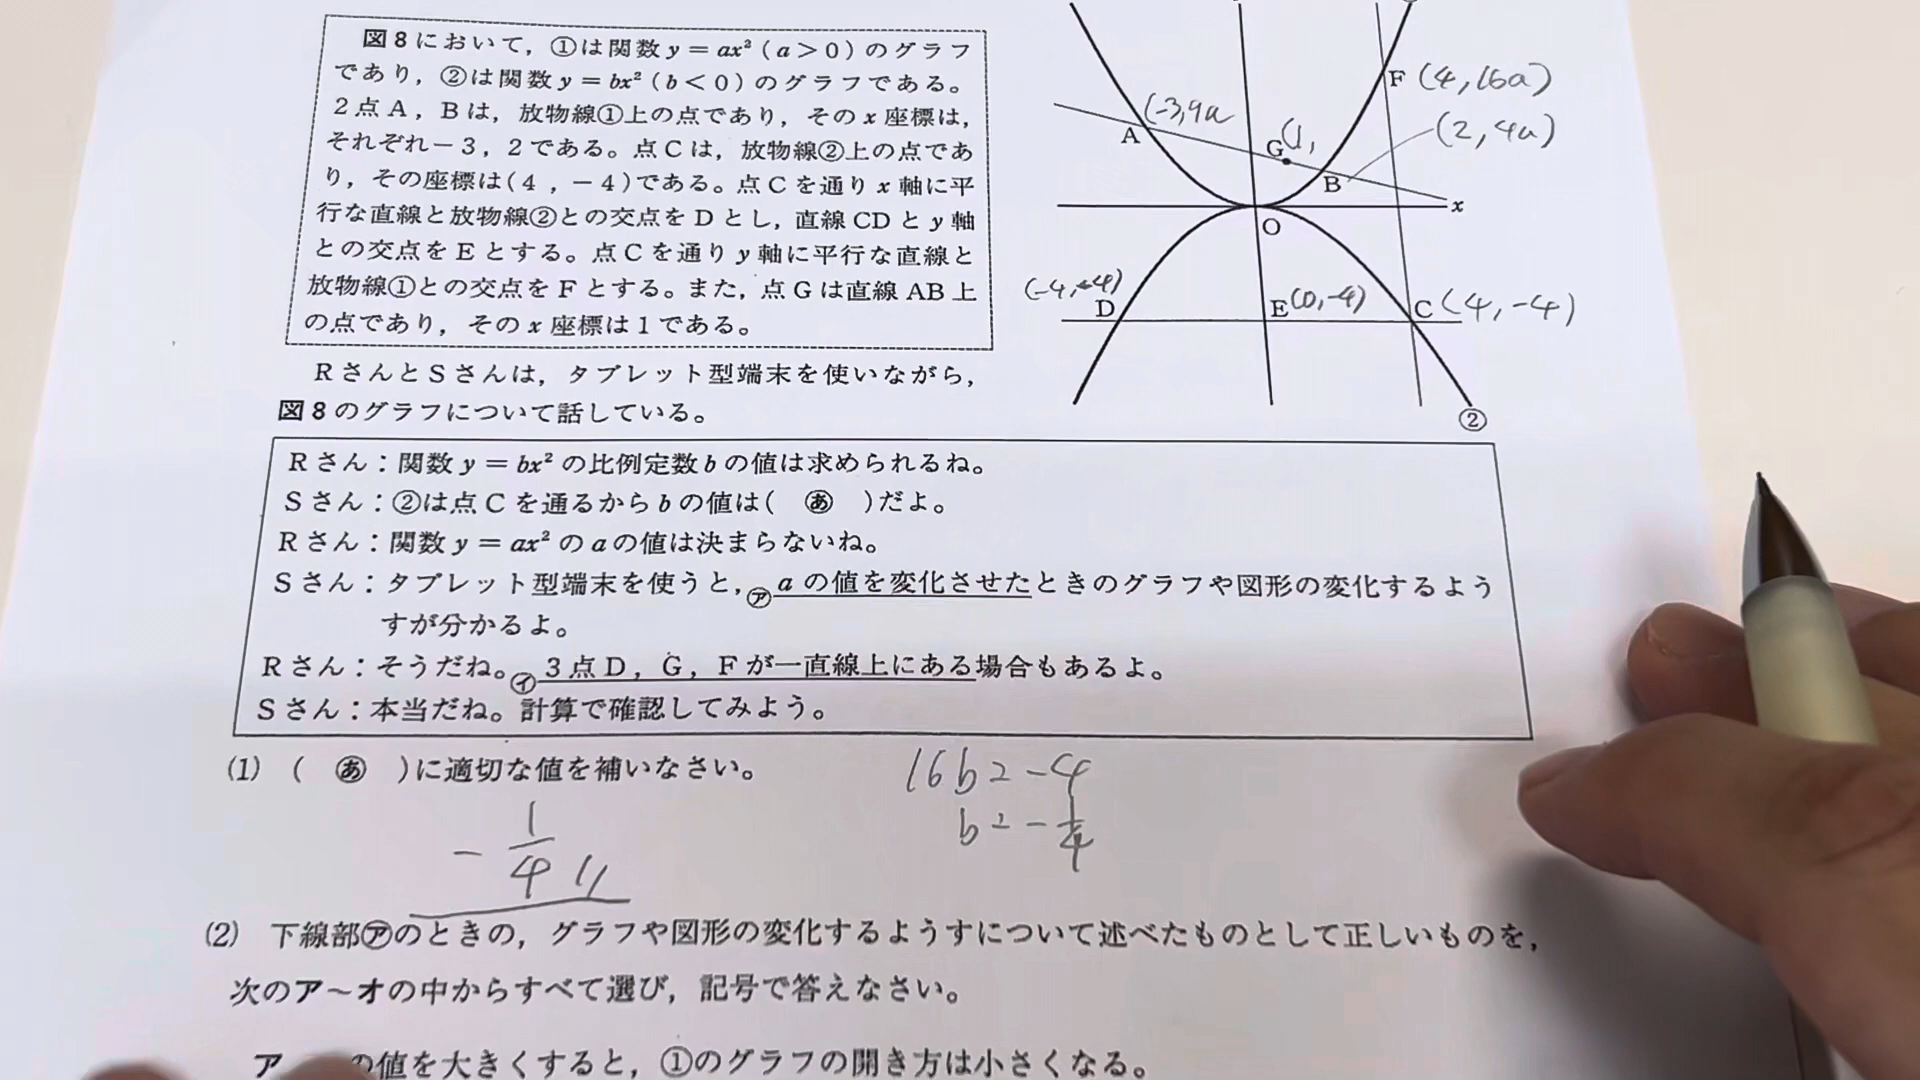 図8において，①は関数 y = ax² ( a > 0 ) のグラフ
であり，②は関数 y = bx² ( b < 0 ) のグラフである。
2点A，Bは，放物線①上の点であり，そのx座標は，
それぞれ－3，2である。点Cは，放物線②上の点であ
り，その座標は(4，－4)である。点Cを通りx軸に平
行な直線と放物線②との交点をDとし，直線CDとy軸
との交点をEとする。点Cを通りy軸に平行な直線と
放物線①との交点をFとする。また，点Gは直線AB上
の点であり，そのx座標は1である。
RさんとSさんは，タブレット型端末を使いながら，
図8のグラフについて話している。
F (4, 16a)
(-3, 9a
A
G (1,
(2, 4a)
B
x
O
(-4, -4)
D
E (0, -4)
C (4, -4)
②
Rさん：関数 y = bx² の比例定数 b の値は求められるね。
Sさん：②は点Cを通るから b の値は( あ )だよ。
Rさん：関数 y = ax² の a の値は決まらないね。
Sさん：タブレット型端末を使うと，㋐a の値を変化させたときのグラフや図形の変化するよう
すが分かるよ。
Rさん：そうだね。㋑3点D，G，Fが一直線上にある場合もあるよ。
Sさん：本当だね。計算で確認してみよう。
(1) ( あ )に適切な値を補いなさい。
16b = -4
b = -1/4
-1/4
(2) 下線部㋐のときの，グラフや図形の変化するようすについて述べたものとして正しいものを，
次のア～オの中からすべて選び，記号で答えなさい。
ア の値を大きくすると，①のグラフの開き方は小さくなる。